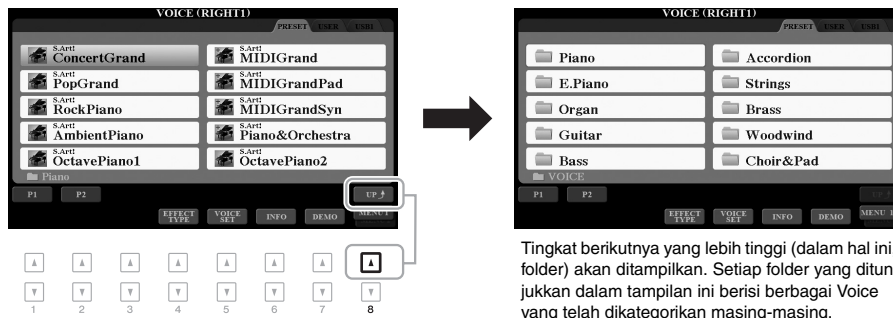 VOICE (RIGHT1)
PRESET USER USB1
S.Art!
ConcertGrand
S.Art!
MIDIGrand
S.Art!
PopGrand
S.Art!
MIDIGrandPad
S.Art!
RockPiano
S.Art!
MIDIGrandSyn
S.Art!
AmbientPiano
S.Art!
Piano&Orchestra
S.Art!
OctavePiano1
S.Art!
OctavePiano2
Piano
P1 P2 UP
EFFECT TYPE VOICE SET INFO DEMO MENU1
1 2 3 4 5 6 7 8
VOICE (RIGHT1)
PRESET USER USB1
Piano Accordion
E.Piano Strings
Organ Brass
Guitar Woodwind
Bass Choir&Pad
VOICE
P1 P2 UP
EFFECT TYPE VOICE SET INFO DEMO MENU 1
Tingkat berikutnya yang lebih tinggi (dalam hal ini
folder) akan ditampilkan. Setiap folder yang ditun
jukkan dalam tampilan ini berisi berbagai Voice
yang telah dikategorikan masing-masing.